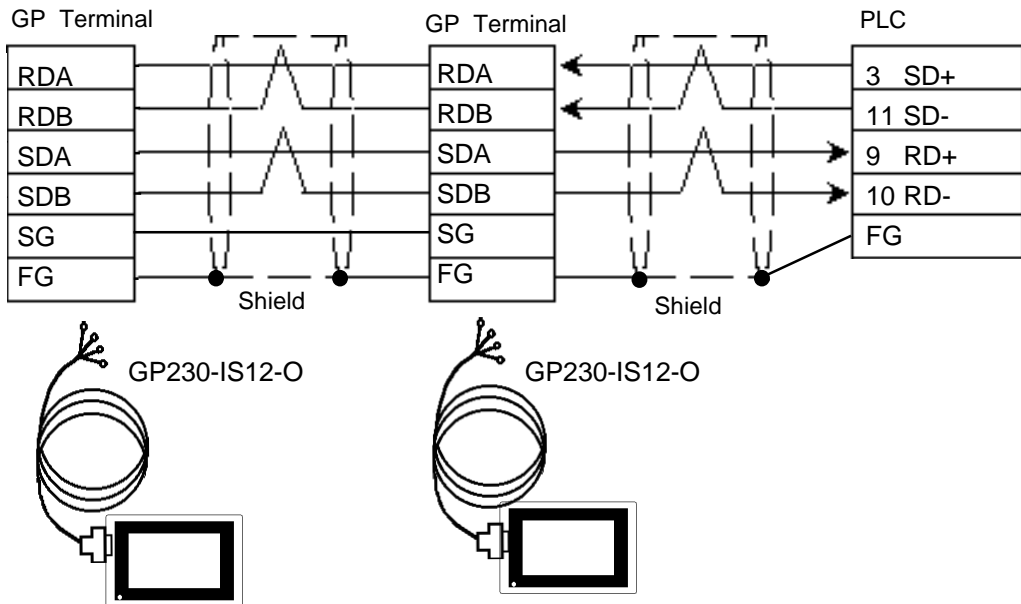 GP Terminal GP Terminal PLC
RDA RDA 3 SD+
RDB RDB 11 SD-
SDA SDA 9 RD+
SDB SDB 10 RD-
SG SG FG
FG FG
Shield Shield
GP230-IS12-O GP230-IS12-O